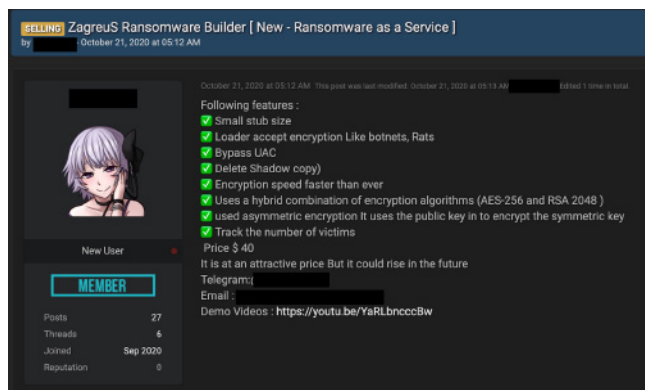 SELLING ZagreuS Ransomware Builder [ New - Ransomware as a Service ]
by October 21, 2020 at 05:12 AM
October 21, 2020 at 05:12 AM This post was last modified: October 21, 2020 at 05:13 AM Edited 1 time in total.
Following features :
✅ Small stub size
✅ Loader accept encryption Like botnets, Rats
✅ Bypass UAC
✅ Delete Shadow copy)
✅ Encryption speed faster than ever
✅ Uses a hybrid combination of encryption algorithms (AES-256 and RSA 2048 )
✅ used asymmetric encryption It uses the public key in to encrypt the symmetric key
✅ Track the number of victims
Price $ 40
It is at an attractive price But it could rise in the future
Telegram:
Email :
Demo Videos : https://youtu.be/YaRLbncccBw
New User
MEMBER
Posts 27
Threads 6
Joined Sep 2020
Reputation 0